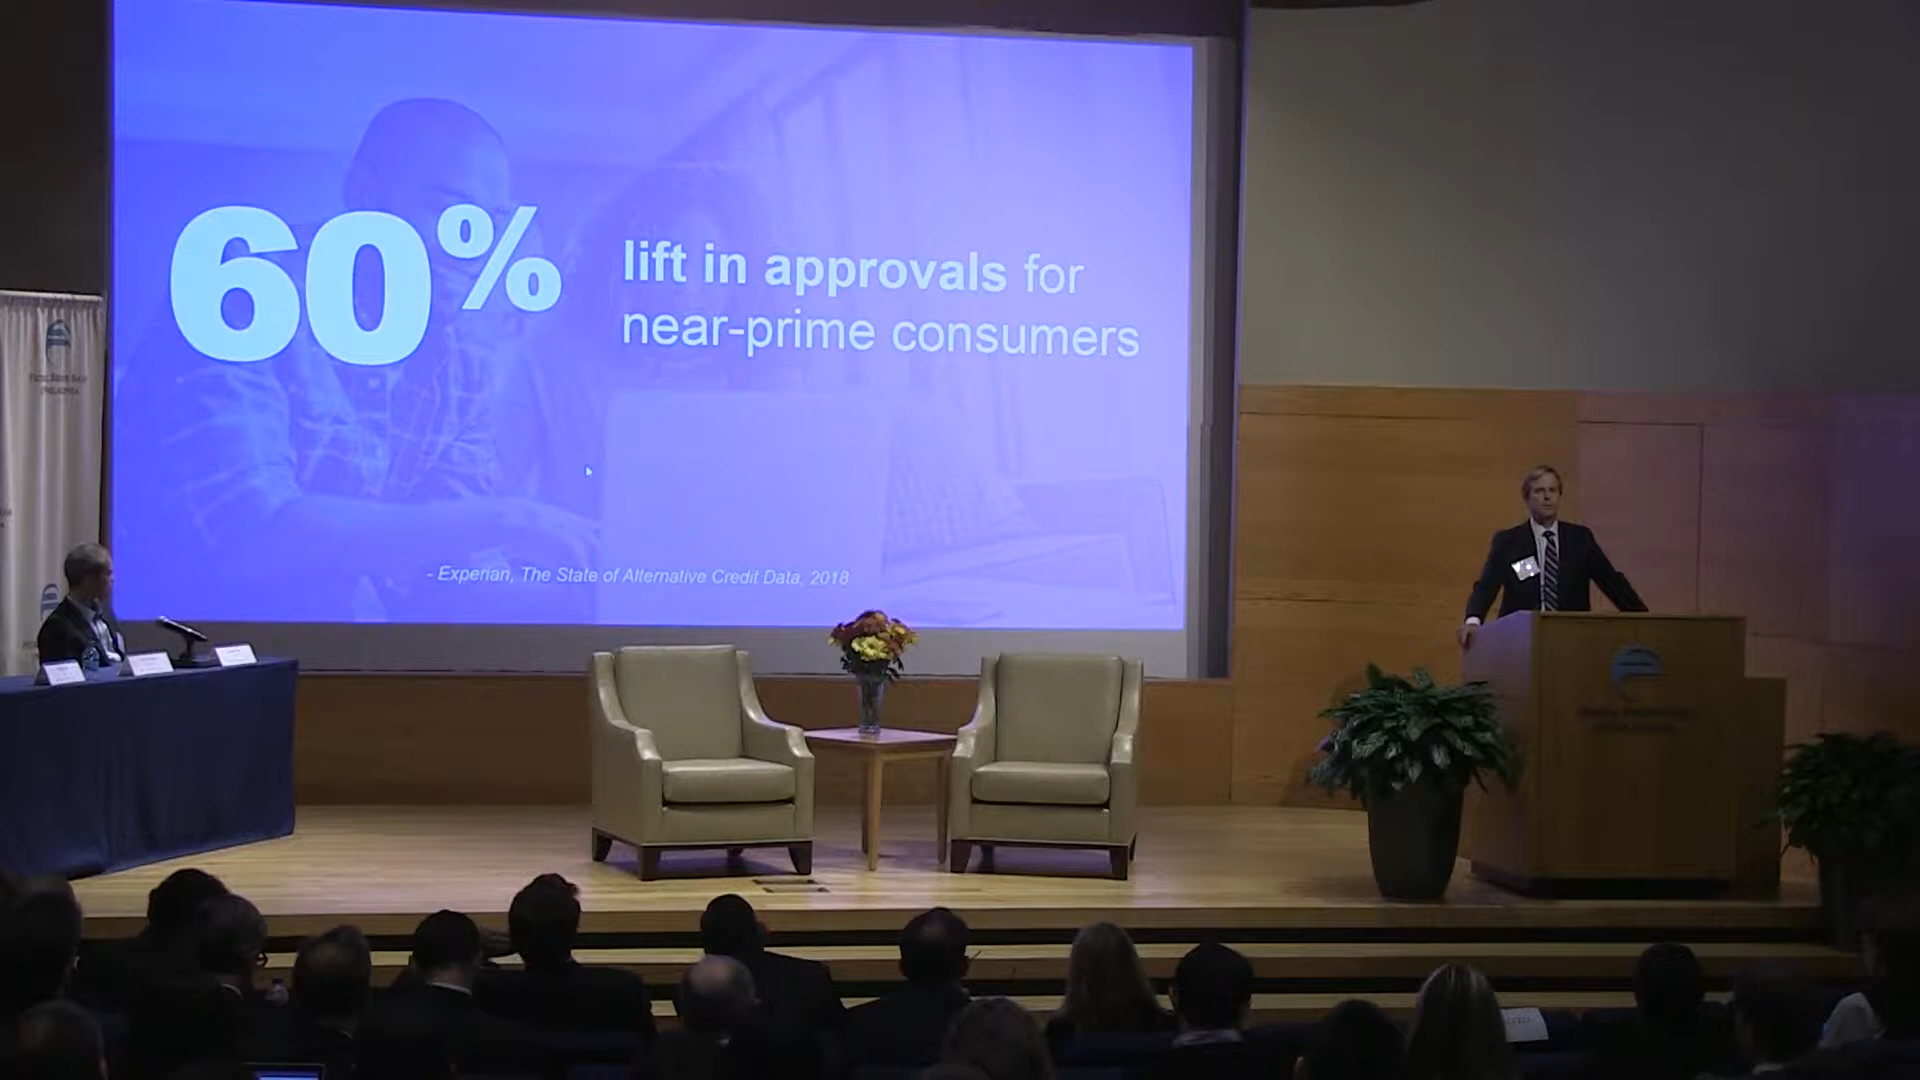 60%
lift in approvals for
near-prime consumers
- Experian, The State of Alternative Credit Data, 2018